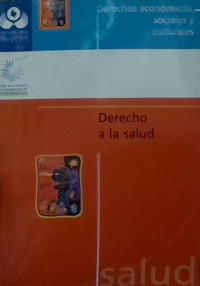 Derechos económicos,
sociales y
culturales
Derecho
a la salud
salud